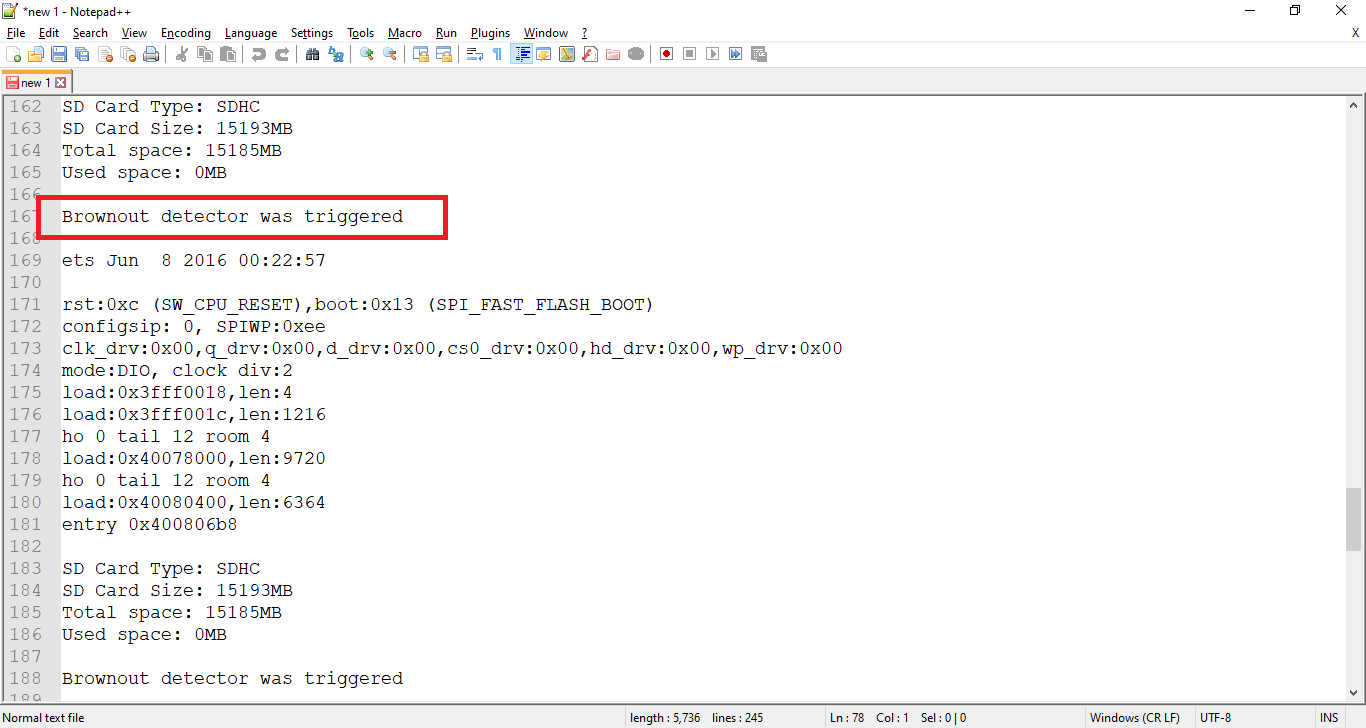 *new 1 - Notepad++
File Edit Search View Encoding Language Settings Tools Macro Run Plugins Window ? X
new 1
162 SD Card Type: SDHC
163 SD Card Size: 15193MB
164 Total space: 15185MB
165 Used space: 0MB
166
167 Brownout detector was triggered
168
169 ets Jun  8 2016 00:22:57
170
171 rst:0xc (SW_CPU_RESET),boot:0x13 (SPI_FAST_FLASH_BOOT)
172 configsip: 0, SPIWP:0xee
173 clk_drv:0x00,q_drv:0x00,d_drv:0x00,cs0_drv:0x00,hd_drv:0x00,wp_drv:0x00
174 mode:DIO, clock div:2
175 load:0x3fff0018,len:4
176 load:0x3fff001c,len:1216
177 ho 0 tail 12 room 4
178 load:0x40078000,len:9720
179 ho 0 tail 12 room 4
180 load:0x40080400,len:6364
181 entry 0x400806b8
182
183 SD Card Type: SDHC
184 SD Card Size: 15193MB
185 Total space: 15185MB
186 Used space: 0MB
187
188 Brownout detector was triggered
189
Normal text file length : 5,736 lines : 245 Ln : 78 Col : 1 Sel : 0 | 0 Windows (CR LF) UTF-8 INS